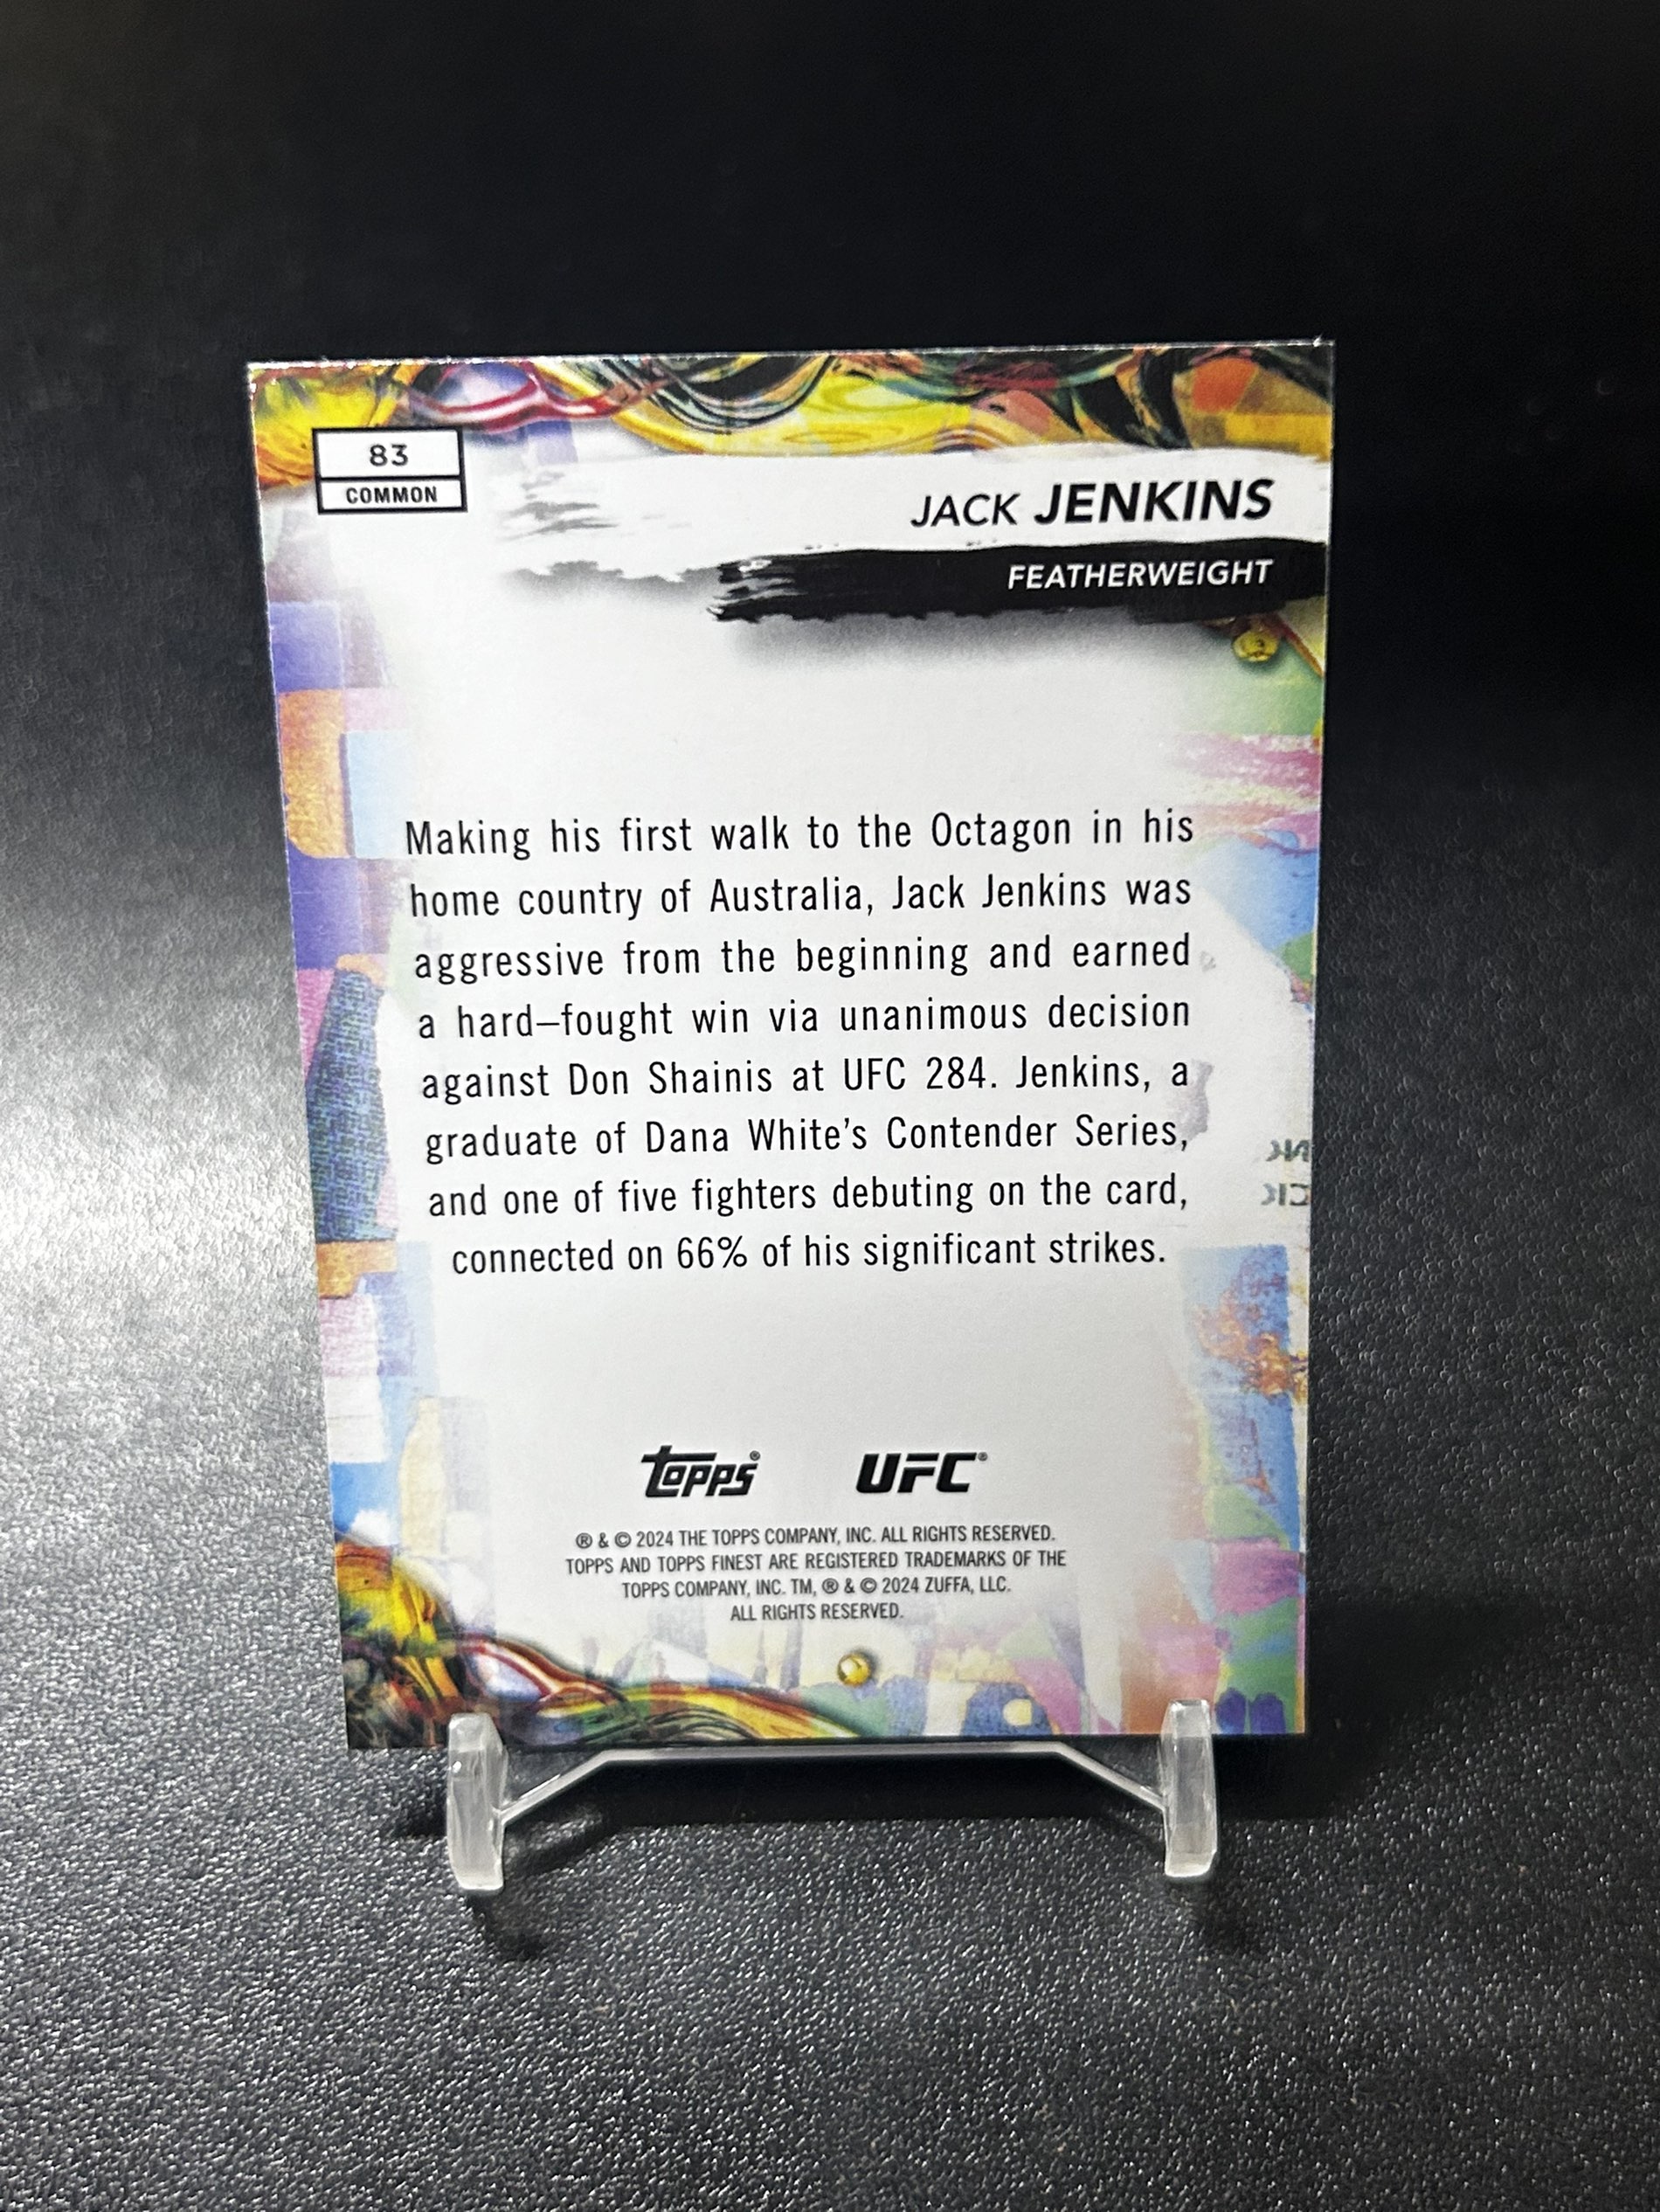 83
COMMON
JACK JENKINS
FEATHERWEIGHT
Making his first walk to the Octagon in his
home country of Australia, Jack Jenkins was
aggressive from the beginning and earned
a hard–fought win via unanimous decision
against Don Shainis at UFC 284. Jenkins, a
graduate of Dana White's Contender Series,
and one of five fighters debuting on the card,
connected on 66% of his significant strikes.
Topps® UFC®
® & © 2024 THE TOPPS COMPANY, INC. ALL RIGHTS RESERVED.
TOPPS AND TOPPS FINEST ARE REGISTERED TRADEMARKS OF THE
TOPPS COMPANY, INC. TM, ® & © 2024 ZUFFA, LLC.
ALL RIGHTS RESERVED.